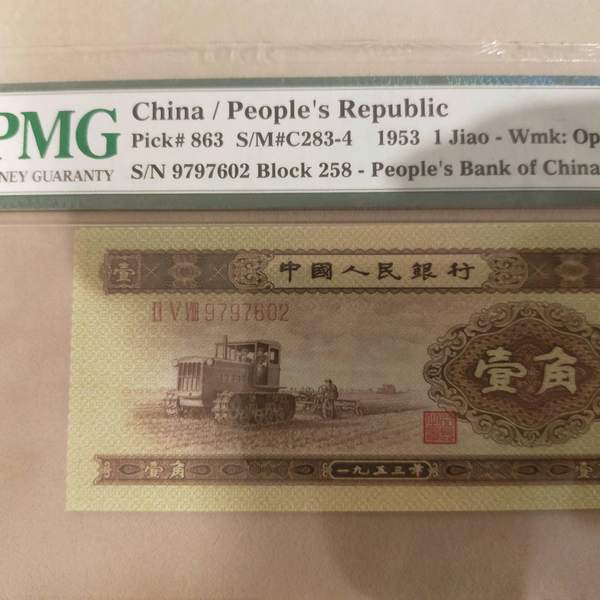 PMG
NEY GUARANTY
China / People's Republic
Pick# 863 S/M#C283-4 1953 1 Jiao - Wmk: Op
S/N 9797602 Block 258 - People's Bank of China
壹
中國人民銀行
II V VIII 9797602
壹角
壹角
一九五三年
壹